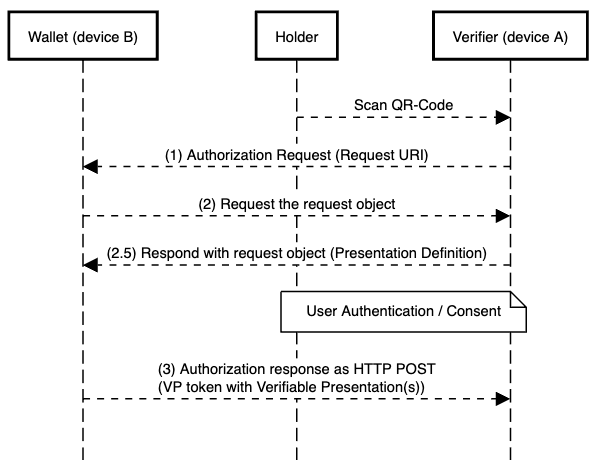 Wallet (device B)
Holder
Verifier (device A)
Scan QR-Code
(1) Authorization Request (Request URI)
(2) Request the request object
(2.5) Respond with request object (Presentation Definition)
User Authentication / Consent
(3) Authorization response as HTTP POST
(VP token with Verifiable Presentation(s))